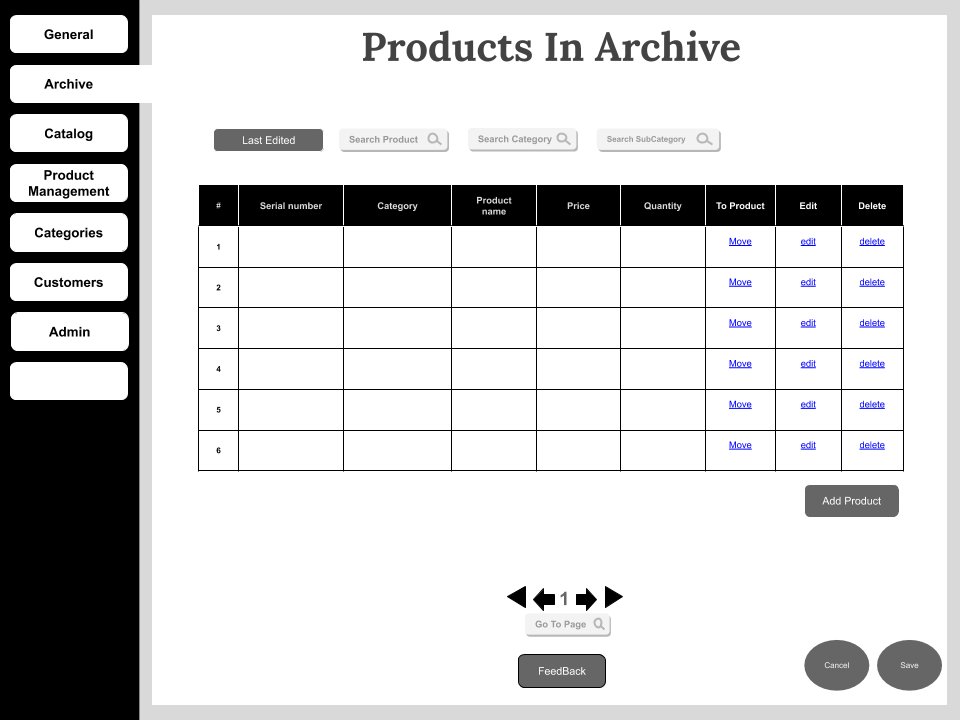 General
Archive
Catalog
Product
Management
Categories
Customers
Admin
Products In Archive
Last Edited
Search Product
Search Category
Search SubCategory
# Serial number Category Product name Price Quantity To Product Edit Delete
1 Move edit delete
2 Move edit delete
3 Move edit delete
4 Move edit delete
5 Move edit delete
6 Move edit delete
Add Product
1
Go To Page
FeedBack
Cancel
Save